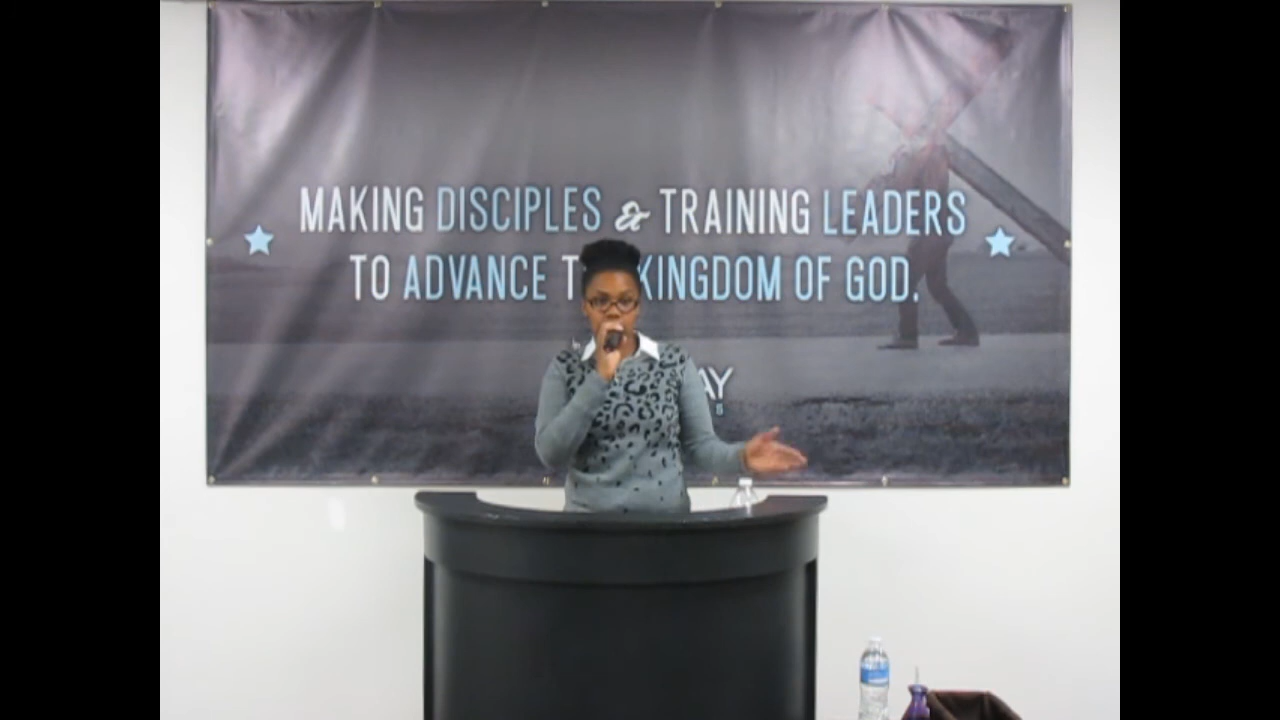 MAKING DISCIPLES & TRAINING LEADERS
TO ADVANCE KINGDOM OF GOD.